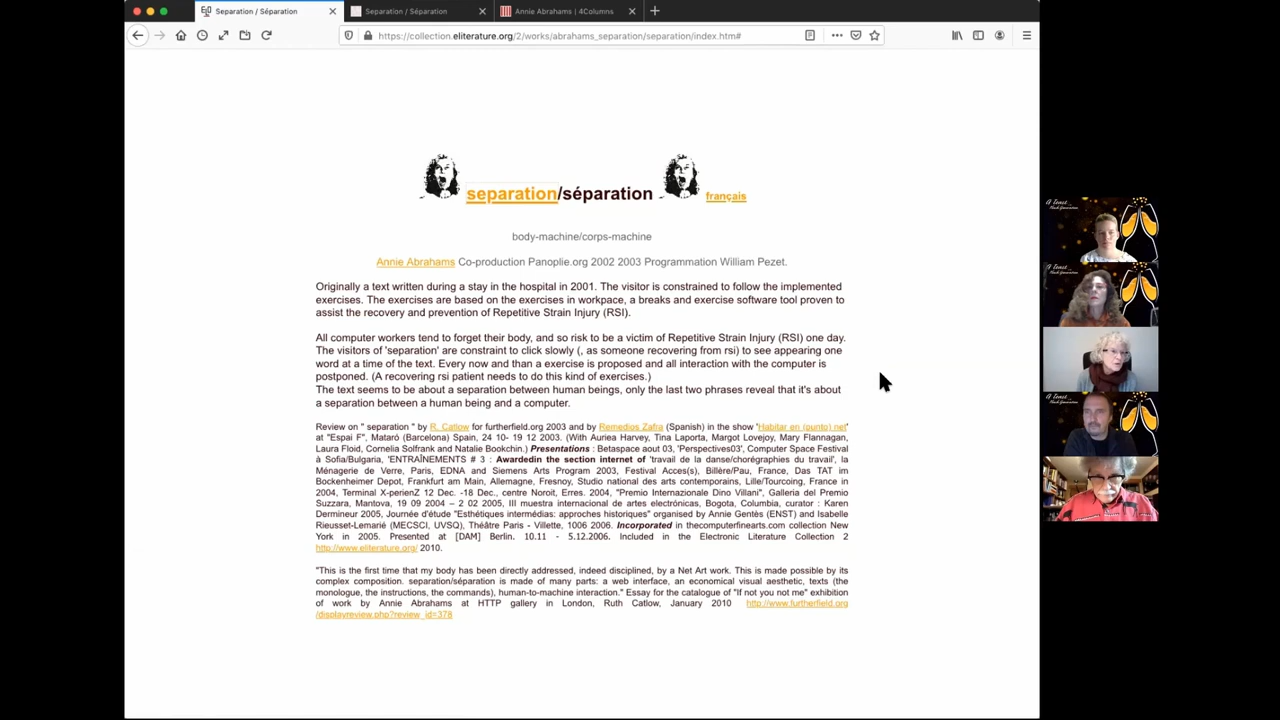 Separation / Séparation
Separation / Séparation
Annie Abrahams | 4Columns
https://collection.eliterature.org/2/works/abrahams_separation/separation/index.htm#
separation/séparation français
body-machine/corps-machine
Annie Abrahams Co-production Panoplie.org 2002 2003 Programmation William Pezet.
Originally a text written during a stay in the hospital in 2001. The visitor is constrained to follow the implemented
exercises. The exercises are based on the exercises in workpace, a breaks and exercise software tool proven to
assist the recovery and prevention of Repetitive Strain Injury (RSI).
All computer workers tend to forget their body, and so risk to be a victim of Repetitive Strain Injury (RSI) one day.
The visitors of 'separation' are constraint to click slowly (, as someone recovering from rsi) to see appearing one
word at a time of the text. Every now and than a exercise is proposed and all interaction with the computer is
postponed. (A recovering rsi patient needs to do this kind of exercises.)
The text seems to be about a separation between human beings, only the last two phrases reveal that it's about
a separation between a human being and a computer.
Review on " separation " by R. Catlow for furtherfield.org 2003 and by Remedios Zafra (Spanish) in the show 'Habitar en (punto) net'
at "Espai F", Mataró (Barcelona) Spain, 24 10- 19 12 2003. (With Auriea Harvey, Tina Laporta, Margot Lovejoy, Mary Flannagan,
Laura Floid, Cornelia Solfrank and Natalie Bookchin.) Presentations : Betaspace aout 03, 'Perspectives03', Computer Space Festival
à Sofia/Bulgaria, 'ENTRAÎNEMENTS # 3 : Awardedin the section internet of 'travail de la danse/chorégraphies du travail', la
Ménagerie de Verre, Paris, EDNA and Siemens Arts Program 2003, Festival Acces(s), Billère/Pau, France, Das TAT im
Bockenheimer Depot, Frankfurt am Main, Allemagne, Fresnoy, Studio national des arts contemporains, Lille/Tourcoing, France in
2004, Terminal X-perienZ 12 Dec. -18 Dec., centre Noroit, Erres. 2004, "Premio Internazionale Dino Villani", Galleria del Premio
Suzzara, Mantova, 19 09 2004 – 2 02 2005, III muestra internacional de artes electrónicas, Bogota, Columbia, curator : Karen
Dermineur 2005, Journée d'étude "Esthétiques intermédias: approches historiques" organised by Annie Gentès (ENST) and Isabelle
Rieusset-Lemarié (MECSCI, UVSQ), Théâtre Paris - Villette, 1006 2006. Incorporated in thecomputerfinearts.com collection New
York in 2005. Presented at [DAM] Berlin. 10.11 - 5.12.2006. Included in the Electronic Literature Collection 2
http://www.eliterature.org/ 2010.
"This is the first time that my body has been directly addressed, indeed disciplined, by a Net Art work. This is made possible by its
complex composition. separation/séparation is made of many parts: a web interface, an economical visual aesthetic, texts (the
monologue, the instructions, the commands), human-to-machine interaction." Essay for the catalogue of "If not you not me" exhibition
of work by Annie Abrahams at HTTP gallery in London, Ruth Catlow, January 2010 http://www.furtherfield.org
/displayreview.php?review_id=378